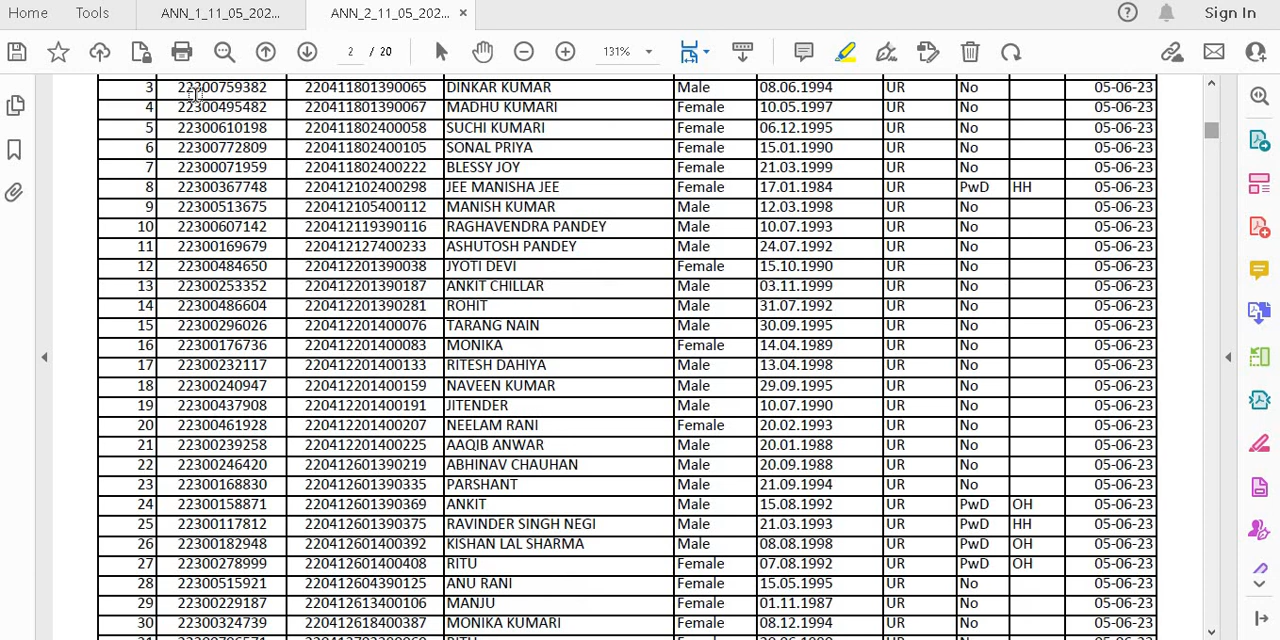 Home Tools ANN_1_11_05_202... ANN_2_11_05_202... × Sign In
2 / 20 131%
3 22300759382 220411801390065 DINKAR KUMAR Male 08.06.1994 UR No 05-06-23
4 22300495482 220411801390067 MADHU KUMARI Female 10.05.1997 UR No 05-06-23
5 22300610198 220411802400058 SUCHI KUMARI Female 06.12.1995 UR No 05-06-23
6 22300772809 220411802400105 SONAL PRIYA Female 15.01.1990 UR No 05-06-23
7 22300071959 220411802400222 BLESSY JOY Female 21.03.1999 UR No 05-06-23
8 22300367748 220412102400298 JEE MANISHA JEE Female 17.01.1984 UR PwD HH 05-06-23
9 22300513675 220412105400112 MANISH KUMAR Male 12.03.1998 UR No 05-06-23
10 22300607142 220412119390116 RAGHAVENDRA PANDEY Male 10.07.1993 UR No 05-06-23
11 22300169679 220412127400233 ASHUTOSH PANDEY Male 24.07.1992 UR No 05-06-23
12 22300484650 220412201390038 JYOTI DEVI Female 15.10.1990 UR No 05-06-23
13 22300253352 220412201390187 ANKIT CHILLAR Male 03.11.1999 UR No 05-06-23
14 22300486604 220412201390281 ROHIT Male 31.07.1992 UR No 05-06-23
15 22300296026 220412201400076 TARANG NAIN Male 30.09.1995 UR No 05-06-23
16 22300176736 220412201400083 MONIKA Female 14.04.1989 UR No 05-06-23
17 22300232117 220412201400133 RITESH DAHIYA Male 13.04.1998 UR No 05-06-23
18 22300240947 220412201400159 NAVEEN KUMAR Male 29.09.1995 UR No 05-06-23
19 22300437908 220412201400191 JITENDER Male 10.07.1990 UR No 05-06-23
20 22300461928 220412201400207 NEELAM RANI Female 20.02.1993 UR No 05-06-23
21 22300239258 220412201400225 AAQIB ANWAR Male 20.01.1988 UR No 05-06-23
22 22300246420 220412601390219 ABHINAV CHAUHAN Male 20.09.1988 UR No 05-06-23
23 22300168830 220412601390335 PARSHANT Male 21.09.1994 UR No 05-06-23
24 22300158871 220412601390369 ANKIT Male 15.08.1992 UR PwD OH 05-06-23
25 22300117812 220412601390375 RAVINDER SINGH NEGI Male 21.03.1993 UR PwD HH 05-06-23
26 22300182948 220412601400392 KISHAN LAL SHARMA Male 08.08.1998 UR PwD OH 05-06-23
27 22300278999 220412601400408 RITU Female 07.08.1992 UR PwD OH 05-06-23
28 22300515921 220412604390125 ANU RANI Female 15.05.1995 UR No 05-06-23
29 22300229187 220412613400106 MANJU Female 01.11.1987 UR No 05-06-23
30 22300324739 220412618400387 MONIKA KUMARI Female 08.12.1994 UR No 05-06-23